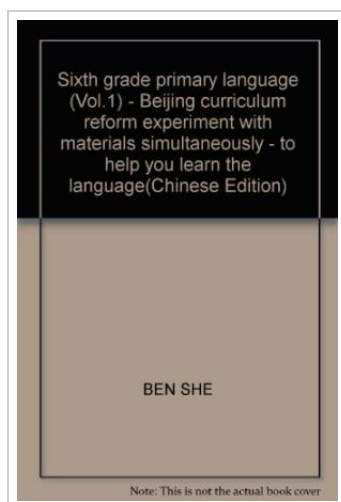 Sixth grade primary language
(Vol.1) - Beijing curriculum
reform experiment with
materials simultaneously - to
help you learn the
language(Chinese Edition)
BEN SHE
Note: This is not the actual book cover